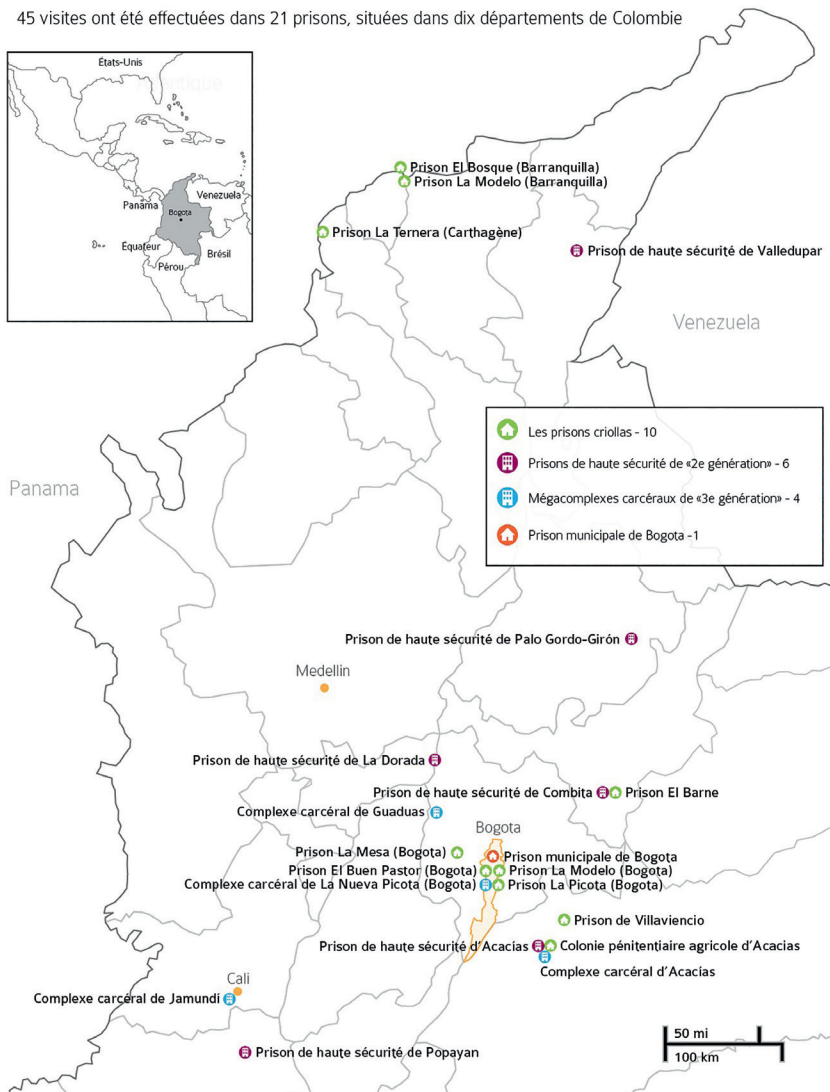 45 visites ont été effectuées dans 21 prisons, situées dans dix départements de Colombie
États-Unis
Panama
Bogota
Venezuela
Équateur
Pérou
Brésil
Prison El Bosque (Barranquilla)
Prison La Modelo (Barranquilla)
Prison La Ternera (Carthagène)
Prison de haute sécurité de Valledupar
Venezuela
Panama
Les prisons criollas - 10
Prisons de haute sécurité de «2e génération» - 6
Mégacomplexes carcéraux de «3e génération» - 4
Prison municipale de Bogota -1
Prison de haute sécurité de Palo Gordo-Girón
Medellin
Prison de haute sécurité de La Dorada
Prison de haute sécurité de Combita
Prison El Barne
Complexe carcéral de Guaduas
Bogota
Prison La Mesa (Bogota)
Prison municipale de Bogota
Prison El Buen Pastor (Bogota)
Prison La Modelo (Bogota)
Complexe carcéral de La Nueva Picota (Bogota)
Prison La Picota (Bogota)
Prison de Villaviencio
Prison de haute sécurité d'Acacías
Colonie pénitentiaire agricole d'Acacias
Complexe carcéral d'Acacías
Cali
Complexe carcéral de Jamundi
Prison de haute sécurité de Popayan
50 mi
100 km